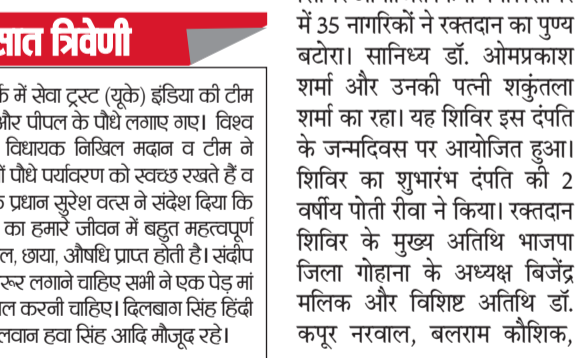 सात त्रिवेणी
में सेवा ट्रस्ट (यूके) इंडिया की टीम
और पीपल के पौधे लगाए गए। विश्व
विधायक निखिल मदान व टीम ने
पौधे पर्यावरण को स्वच्छ रखते हैं व
प्रधान सुरेश वत्स ने संदेश दिया कि
का हमारे जीवन में बहुत महत्वपूर्ण
ल, छाया, औषधि प्राप्त होती है। संदीप
रूर लगाने चाहिए सभी ने एक पेड़ मां
ल करनी चाहिए। दिलबाग सिंह हिंदी
लवान हवा सिंह आदि मौजूद रहे।
में 35 नागरिकों ने रक्तदान का पुण्य
बटोरा। सानिध्य डॉ. ओमप्रकाश
शर्मा और उनकी पत्नी शकुंतला
शर्मा का रहा। यह शिविर इस दंपति
के जन्मदिवस पर आयोजित हुआ।
शिविर का शुभारंभ दंपति की 2
वर्षीय पोती रीवा ने किया। रक्तदान
शिविर के मुख्य अतिथि भाजपा
जिला गोहाना के अध्यक्ष बिजेंद्र
मलिक और विशिष्ट अतिथि डॉ.
कपूर नरवाल, बलराम कौशिक,